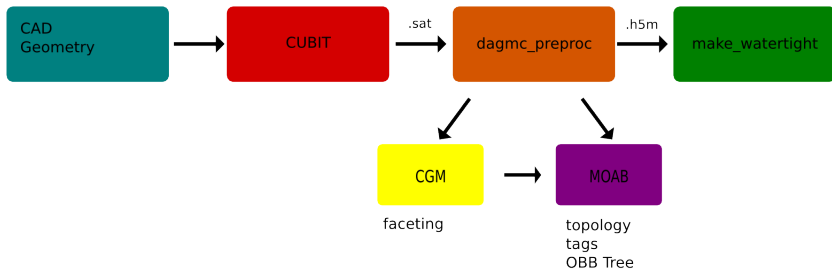 CAD
Geometry
CUBIT
.sat
dagmc_preproc
.h5m
make_watertight
CGM
MOAB
faceting
topology
tags
OBB Tree